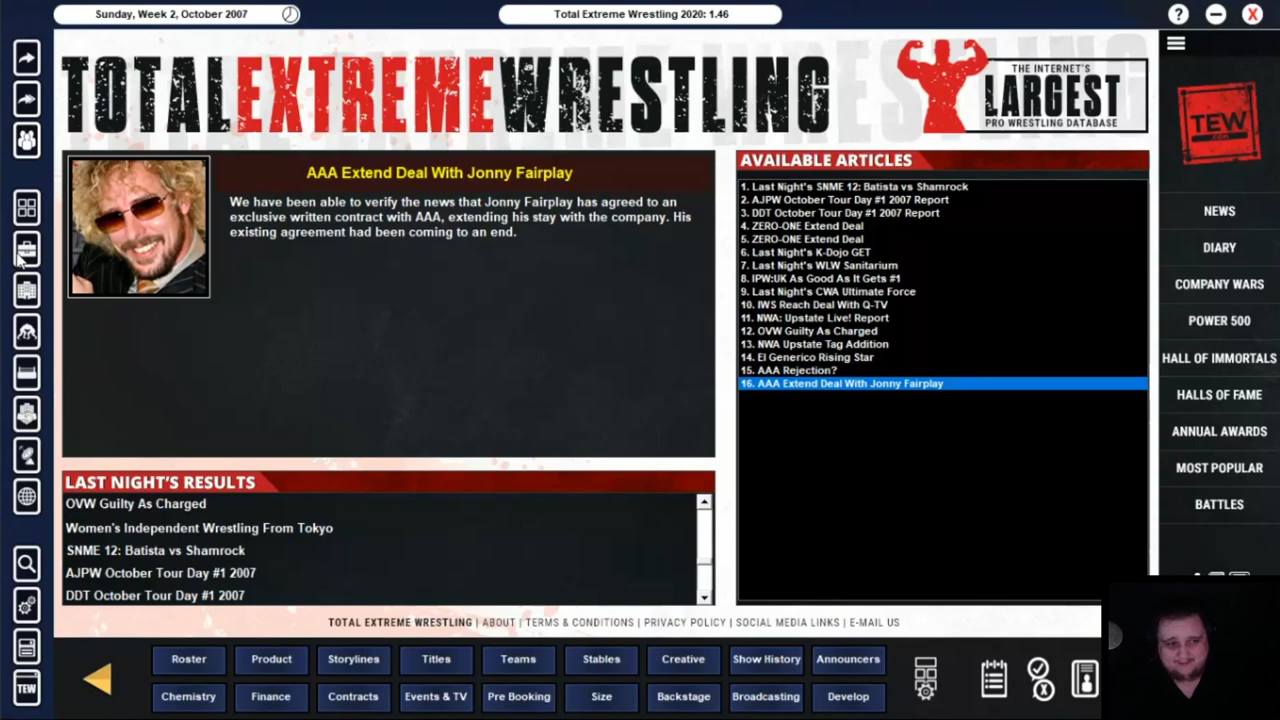 Sunday, Week 2, October 2007
Total Extreme Wrestling 2020: 1.46
?
X
TOTALEXTREMEWRESTLING
THE INTERNET'S
LARGEST
PRO WRESTLING DATABASE
TEW
.COM
AAA Extend Deal With Jonny Fairplay
We have been able to verify the news that Jonny Fairplay has agreed to an
exclusive written contract with AAA, extending his stay with the company. His
existing agreement had been coming to an end.
AVAILABLE ARTICLES
1. Last Night's SNME 12: Batista vs Shamrock
2. AJPW October Tour Day #1 2007 Report
3. DDT October Tour Day #1 2007 Report
4. ZERO-ONE Extend Deal
5. ZERO-ONE Extend Deal
6. Last Night's K-Dojo GET
7. Last Night's WLW Sanitarium
8. IPW:UK As Good As It Gets #1
9. Last Night's CWA Ultimate Force
10. IWS Reach Deal With Q-TV
11. NWA: Upstate Live! Report
12. OVW Guilty As Charged
13. NWA Upstate Tag Addition
14. El Generico Rising Star
15. AAA Rejection?
16. AAA Extend Deal With Jonny Fairplay
NEWS
DIARY
COMPANY WARS
POWER 500
HALL OF IMMORTALS
HALLS OF FAME
ANNUAL AWARDS
MOST POPULAR
BATTLES
LAST NIGHT'S RESULTS
OVW Guilty As Charged
Women's Independent Wrestling From Tokyo
SNME 12: Batista vs Shamrock
AJPW October Tour Day #1 2007
DDT October Tour Day #1 2007
TOTAL EXTREME WRESTLING | ABOUT | TERMS & CONDITIONS | PRIVACY POLICY | SOCIAL MEDIA LINKS | E-MAIL US
Roster
Product
Storylines
Titles
Teams
Stables
Creative
Show History
Announcers
Chemistry
Finance
Contracts
Events & TV
Pre Booking
Size
Backstage
Broadcasting
Develop
TEW